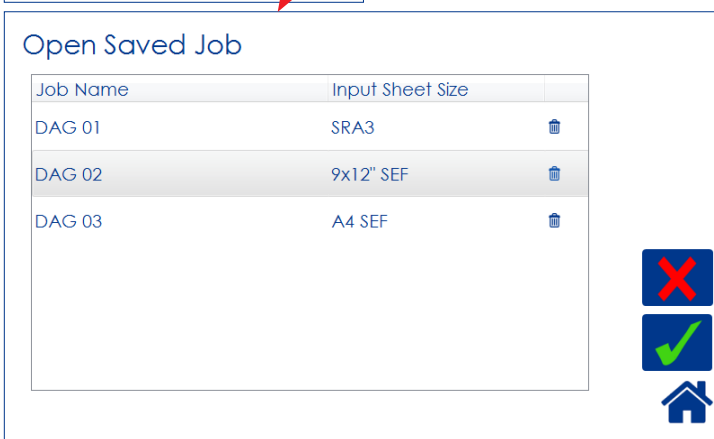 Open Saved Job
Job Name Input Sheet Size
DAG 01 SRA3
DAG 02 9x12" SEF
DAG 03 A4 SEF